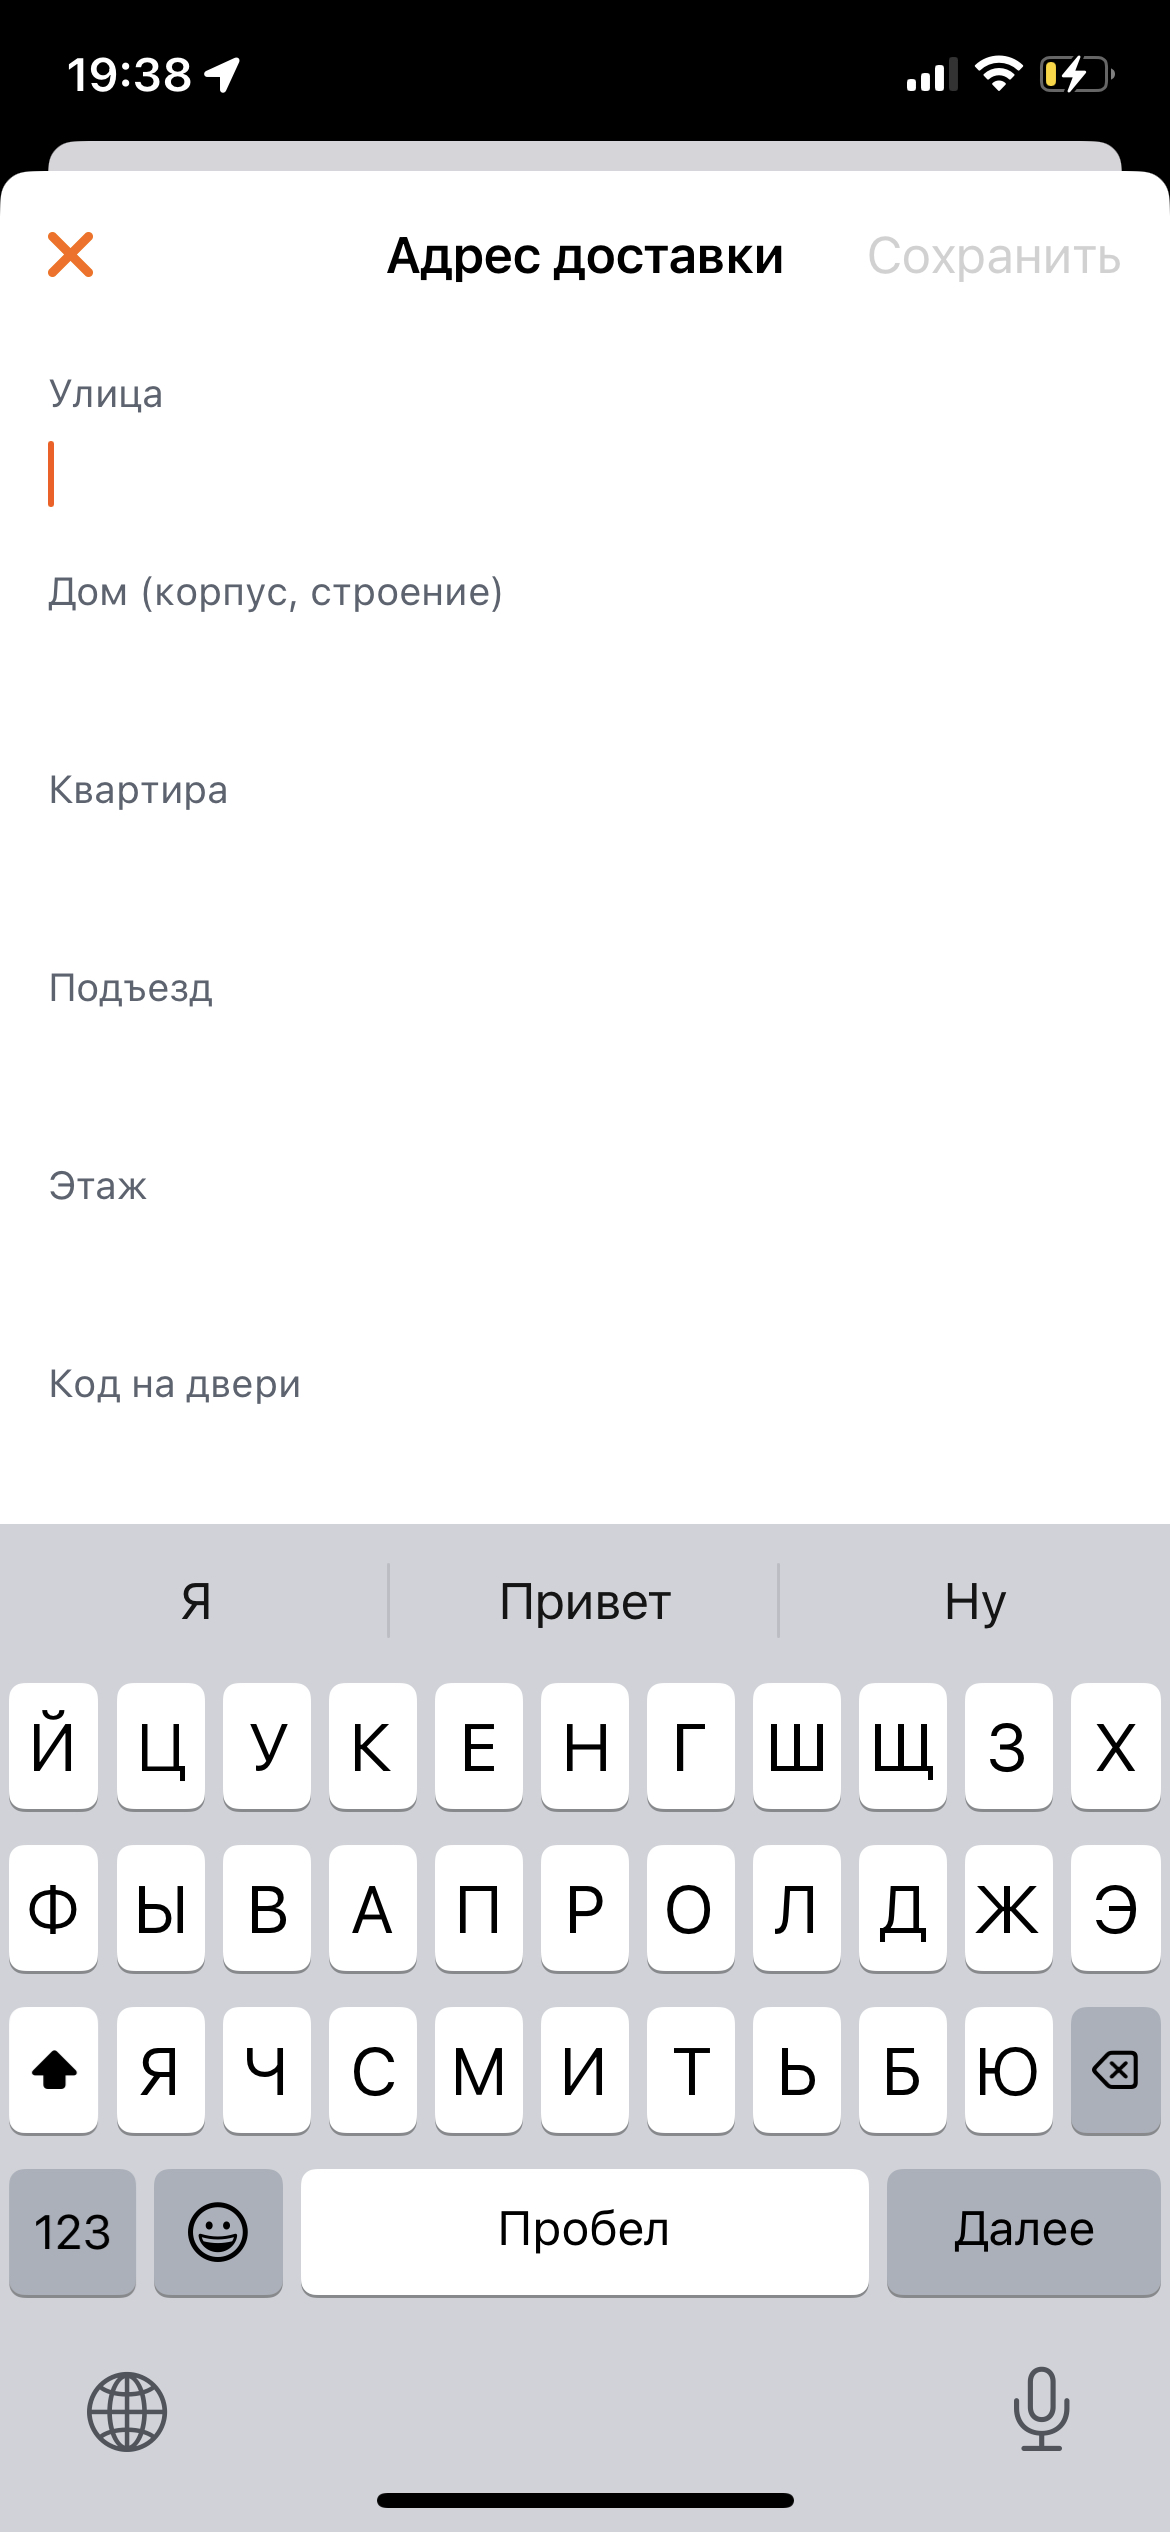 19:38
Адрес доставки Сохранить
Улица
Дом (корпус, строение)
Квартира
Подъезд
Этаж
Код на двери
Я Привет Ну
Й Ц У К Е Н Г Ш Щ З Х
Ф Ы В А П Р О Л Д Ж Э
Я Ч С М И Т Ь Б Ю
123 Пробел Далее